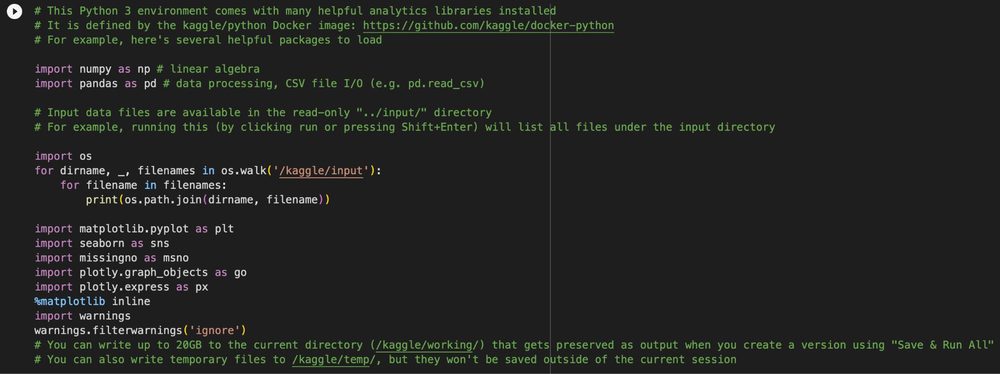 # This Python 3 environment comes with many helpful analytics libraries installed
# It is defined by the kaggle/python Docker image: https://github.com/kaggle/docker-python
# For example, here's several helpful packages to load
import numpy as np # linear algebra
import pandas as pd # data processing, CSV file I/O (e.g. pd.read_csv)
# Input data files are available in the read-only "../input/" directory
# For example, running this (by clicking run or pressing Shift+Enter) will list all files under the input directory
import os
for dirname, _, filenames in os.walk('/kaggle/input'):
    for filename in filenames:
        print(os.path.join(dirname, filename))
import matplotlib.pyplot as plt
import seaborn as sns
import missingno as msno
import plotly.graph_objects as go
import plotly.express as px
%matplotlib inline
import warnings
warnings.filterwarnings('ignore')
# You can write up to 20GB to the current directory (/kaggle/working/) that gets preserved as output when you create a version using "Save & Run All"
# You can also write temporary files to /kaggle/temp/, but they won't be saved outside of the current session